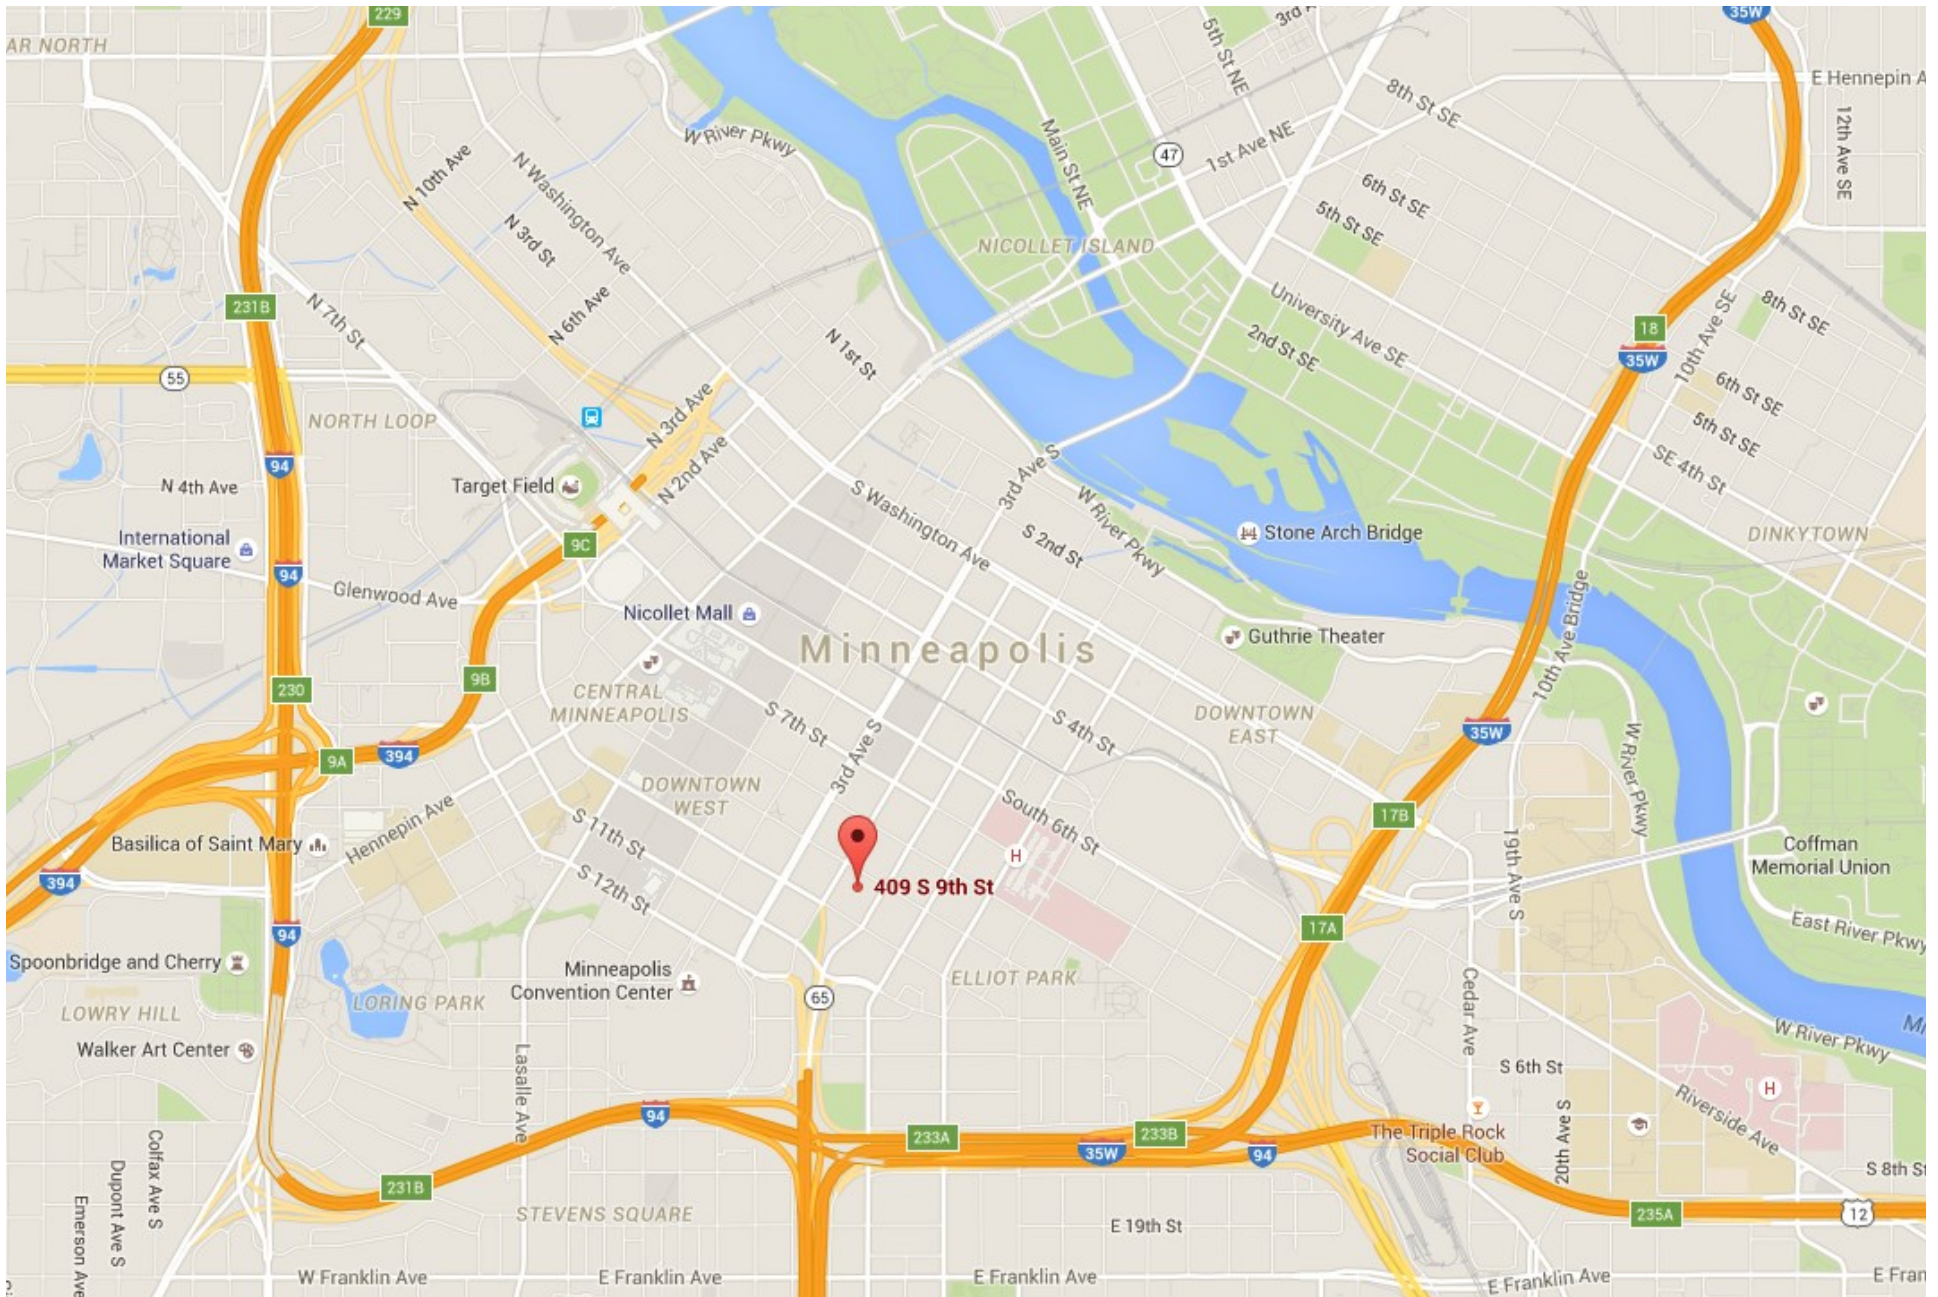 229
35W
AR NORTH
3rd A
5th St NE
E Hennepin A
8th St SE
12th Ave SE
W River Pkwy
Main St NE
47
1st Ave NE
N 10th Ave
N Washington Ave
6th St SE
5th St SE
N 3rd St
NICOLLET ISLAND
231B
N 7th St
N 6th Ave
N 1st St
University Ave SE
2nd St SE
18
35W
10th Ave SE
8th St SE
55
6th St SE
5th St SE
NORTH LOOP
N 3rd Ave
N 2nd Ave
94
N 4th Ave
Target Field
3rd Ave S
S Washington Ave
W River Pkwy
S 2nd St
SE 4th St
Stone Arch Bridge
DINKYTOWN
International
Market Square
9C
94
Glenwood Ave
Nicollet Mall
Minneapolis
Guthrie Theater
10th Ave Bridge
230
9B
CENTRAL
MINNEAPOLIS
S 7th St
S 4th St
DOWNTOWN
EAST
35W
W River Pkwy
9A
394
3rd Ave S
DOWNTOWN
WEST
South 6th St
17B
Basilica of Saint Mary
Hennepin Ave
S 11th St
S 12th St
H
19th Ave S
Coffman
Memorial Union
394
409 S 9th St
94
17A
East River Pkwy
Spoonbridge and Cherry
Minneapolis
Convention Center
ELLIOT PARK
65
LOWRY HILL
LORING PARK
Cedar Ave
W River Pkwy
Mi
Walker Art Center
Lasalle Ave
S 6th St
H
Riverside Ave
94
233A
35W
233B
94
The Triple Rock
Social Club
20th Ave S
S 8th St
Colfax Ave S
Dupont Ave S
Emerson Ave
231B
STEVENS SQUARE
E 19th St
235A
12
W Franklin Ave
E Franklin Ave
E Franklin Ave
E Franklin Ave
E Fran